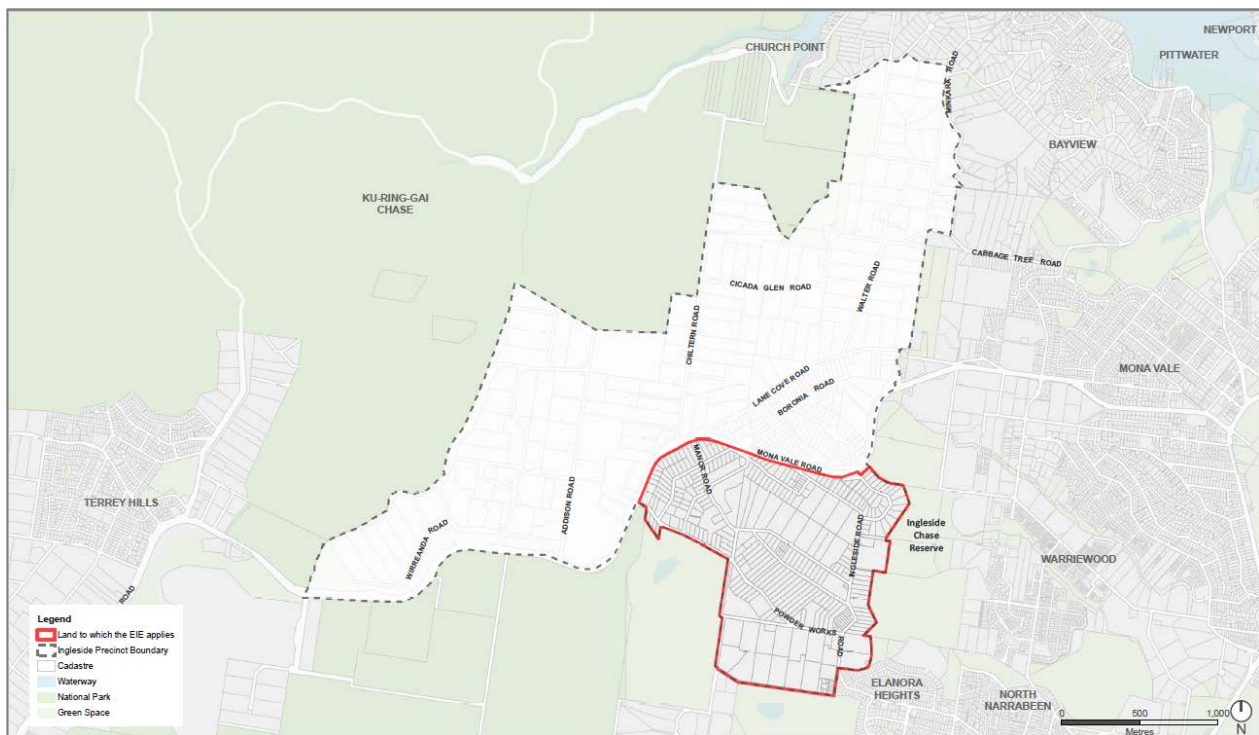 NEWPORT
CHURCH POINT
PITTWATER
MINKARA ROAD
BAYVIEW
KU-RING-GAI
CHASE
CABBAGE TREE ROAD
CICADA GLEN ROAD
WALTER ROAD
CHILTERN ROAD
MONA VALE
LANE COVE ROAD
BORONIA ROAD
MONA VALE ROAD
MANOR ROAD
TERREY HILLS
ADDISON ROAD
WIRREANDA ROAD
Ingleside
Chase
Reserve
INGLESIDE ROAD
WARRIEWOOD
ROAD
POWDER WORKS
ROAD
ELANORA
HEIGHTS
NORTH
NARRABEEN
Legend
Land to which the EIE applies
Ingleside Precinct Boundary
Cadastre
Waterway
National Park
Green Space
0 500 1,000
Metres
N